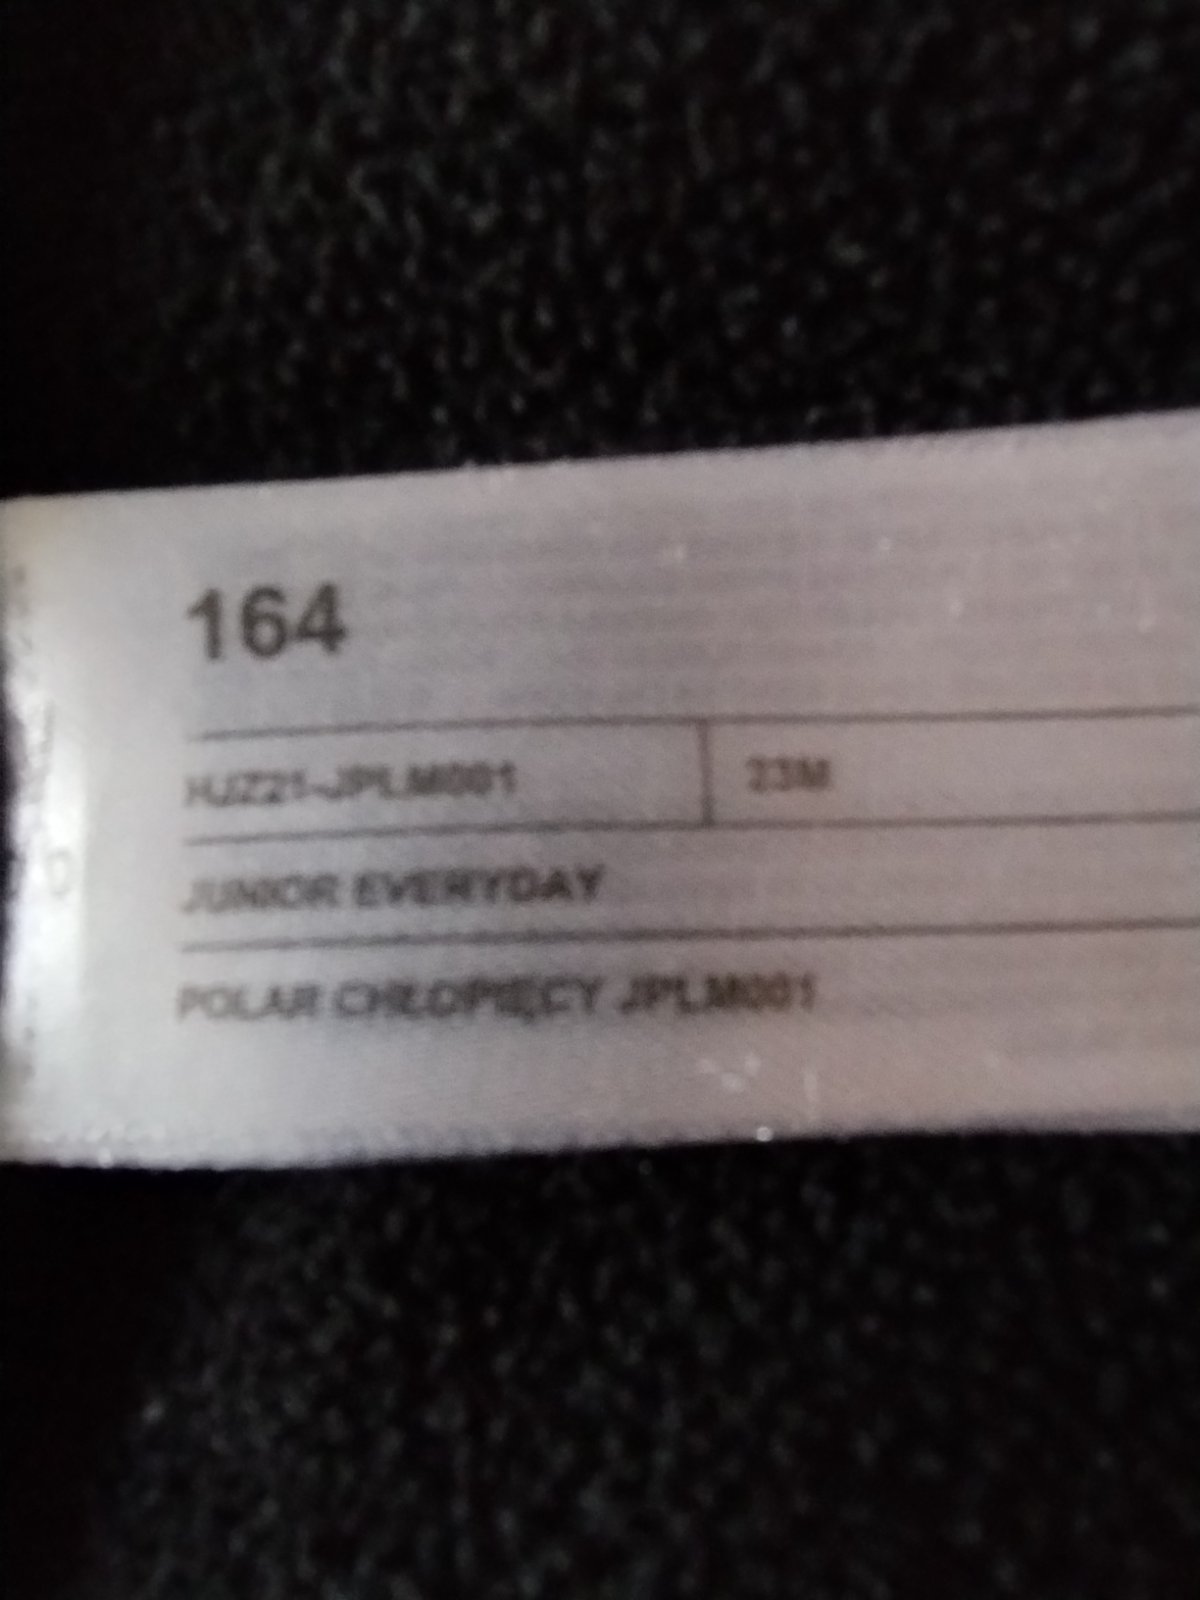 164
HJZ21-JPLM001 23M
JUNIOR EVERYDAY
POLAR CHŁOPIĘCY JPLM001